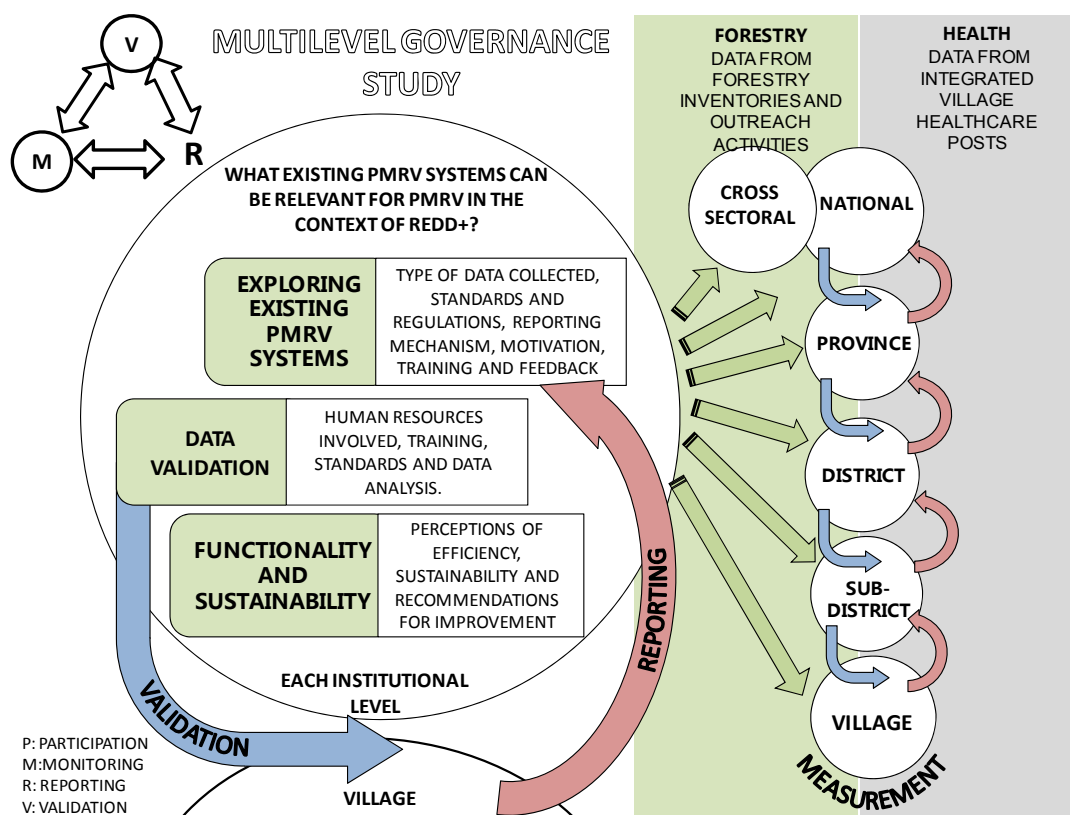 V
M
R
MULTILEVEL GOVERNANCE
STUDY
WHAT EXISTING PMRV SYSTEMS CAN
BE RELEVANT FOR PMRV IN THE
CONTEXT OF REDD+?
EXPLORING
EXISTING
PMRV
SYSTEMS
TYPE OF DATA COLLECTED,
STANDARDS AND
REGULATIONS, REPORTING
MECHANISM, MOTIVATION,
TRAINING AND FEEDBACK
DATA
VALIDATION
HUMAN RESOURCES
INVOLVED, TRAINING,
STANDARDS AND DATA
ANALYSIS.
FUNCTIONALITY
AND
SUSTAINABILITY
PERCEPTIONS OF
EFFICIENCY,
SUSTAINABILITY AND
RECOMMENDATIONS
FOR IMPROVEMENT
EACH INSTITUTIONAL
LEVEL
VALIDATION
REPORTING
VILLAGE
P: PARTICIPATION
M:MONITORING
R: REPORTING
V: VALIDATION
FORESTRY
DATA FROM
FORESTRY
INVENTORIES AND
OUTREACH
ACTIVITIES
HEALTH
DATA FROM
INTEGRATED
VILLAGE
HEALTHCARE
POSTS
CROSS
SECTORAL
NATIONAL
PROVINCE
DISTRICT
SUB-
DISTRICT
VILLAGE
MEASUREMENT